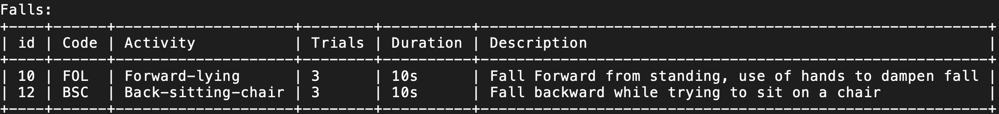 Falls:
+----+------+--------------------+--------+----------+---------------------------------------------------------+
| id | Code | Activity           | Trials | Duration | Description                                             |
+----+------+--------------------+--------+----------+---------------------------------------------------------+
| 10 | FOL  | Forward-lying      | 3      | 10s      | Fall Forward from standing, use of hands to dampen fall |
| 12 | BSC  | Back-sitting-chair | 3      | 10s      | Fall backward while trying to sit on a chair            |
+----+------+--------------------+--------+----------+---------------------------------------------------------+